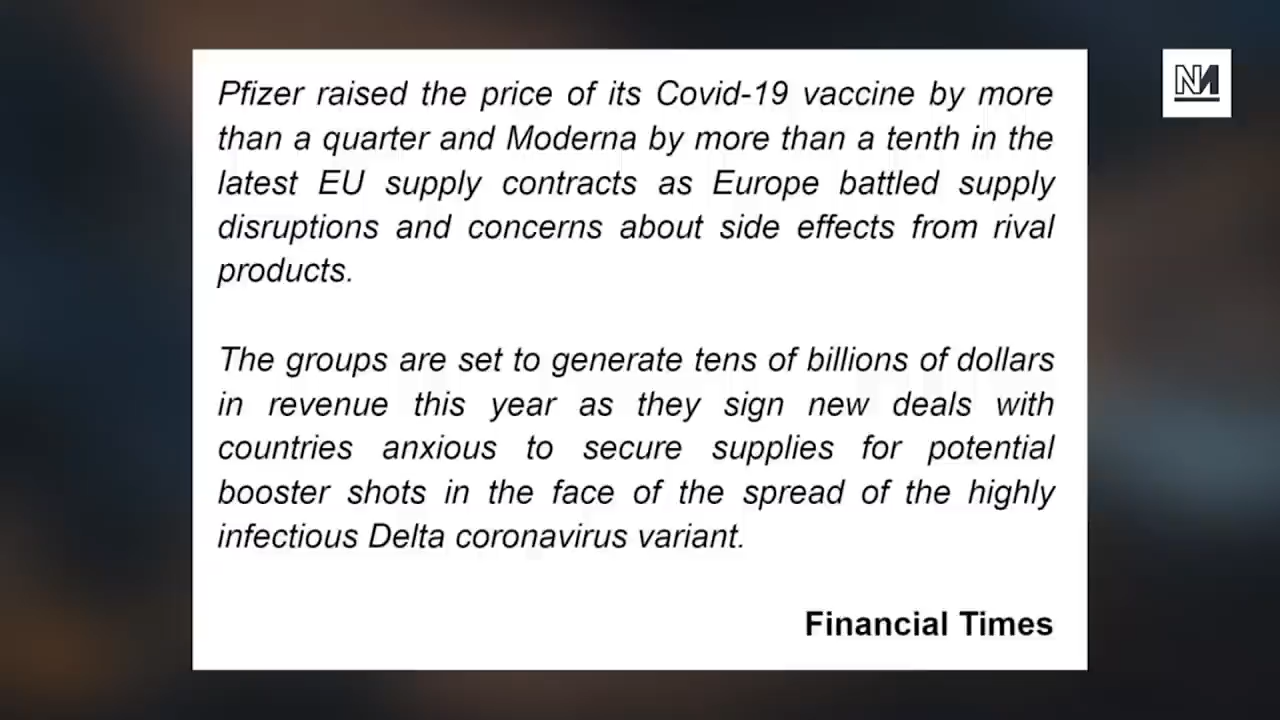 Pfizer raised the price of its Covid-19 vaccine by more
than a quarter and Moderna by more than a tenth in the
latest EU supply contracts as Europe battled supply
disruptions and concerns about side effects from rival
products.
The groups are set to generate tens of billions of dollars
in revenue this year as they sign new deals with
countries anxious to secure supplies for potential
booster shots in the face of the spread of the highly
infectious Delta coronavirus variant.
Financial Times
NM